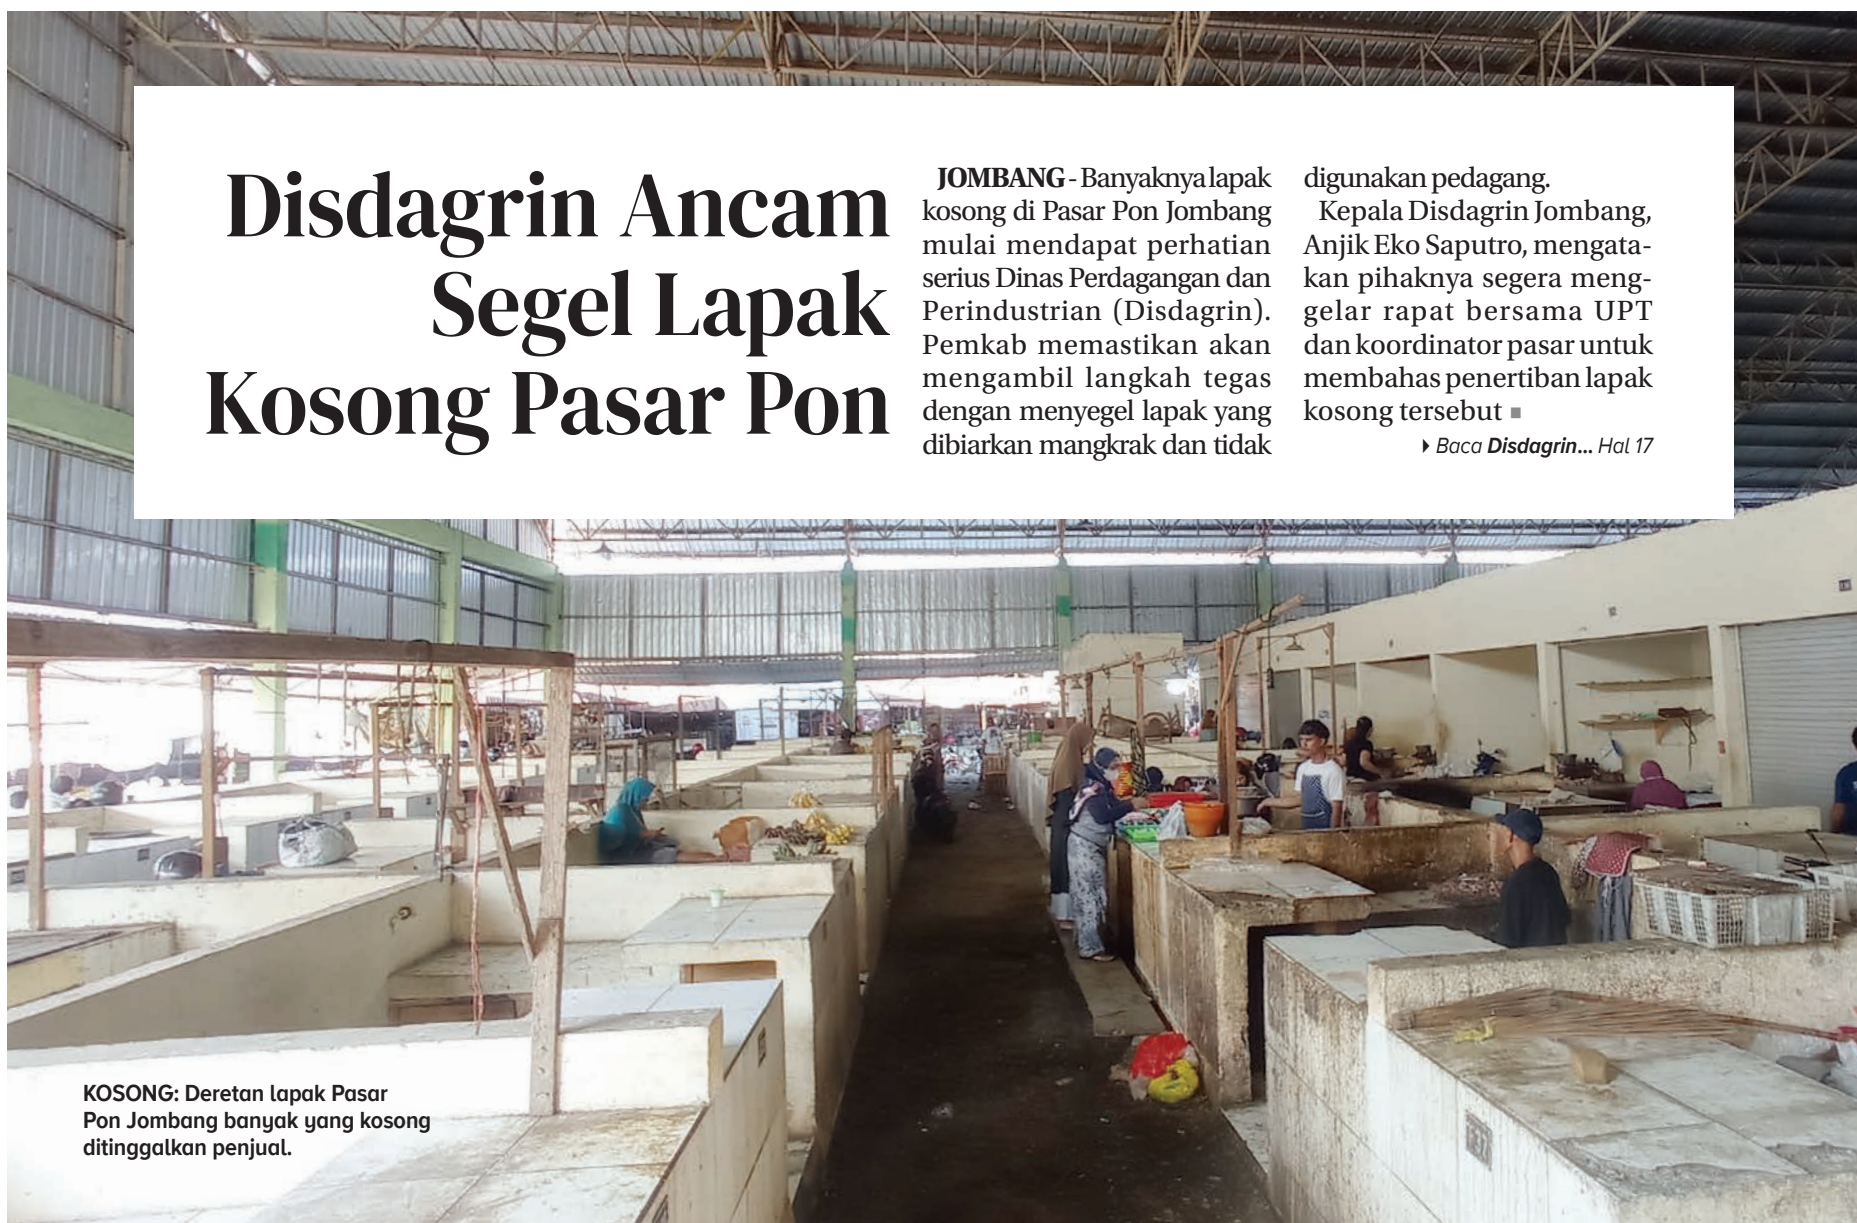 Disdagrin Ancam
Segel Lapak
Kosong Pasar Pon
JOMBANG - Banyaknya lapak
kosong di Pasar Pon Jombang
mulai mendapat perhatian
serius Dinas Perdagangan dan
Perindustrian (Disdagrin).
Pemkab memastikan akan
mengambil langkah tegas
dengan menyegel lapak yang
dibiarkan mangkrak dan tidak
digunakan pedagang.
Kepala Disdagrin Jombang,
Anjik Eko Saputro, mengata-
kan pihaknya segera meng-
gelar rapat bersama UPT
dan koordinator pasar untuk
membahas penertiban lapak
kosong tersebut ■
Baca Disdagrin... Hal 17
KOSONG: Deretan lapak Pasar
Pon Jombang banyak yang kosong
ditinggalkan penjual.